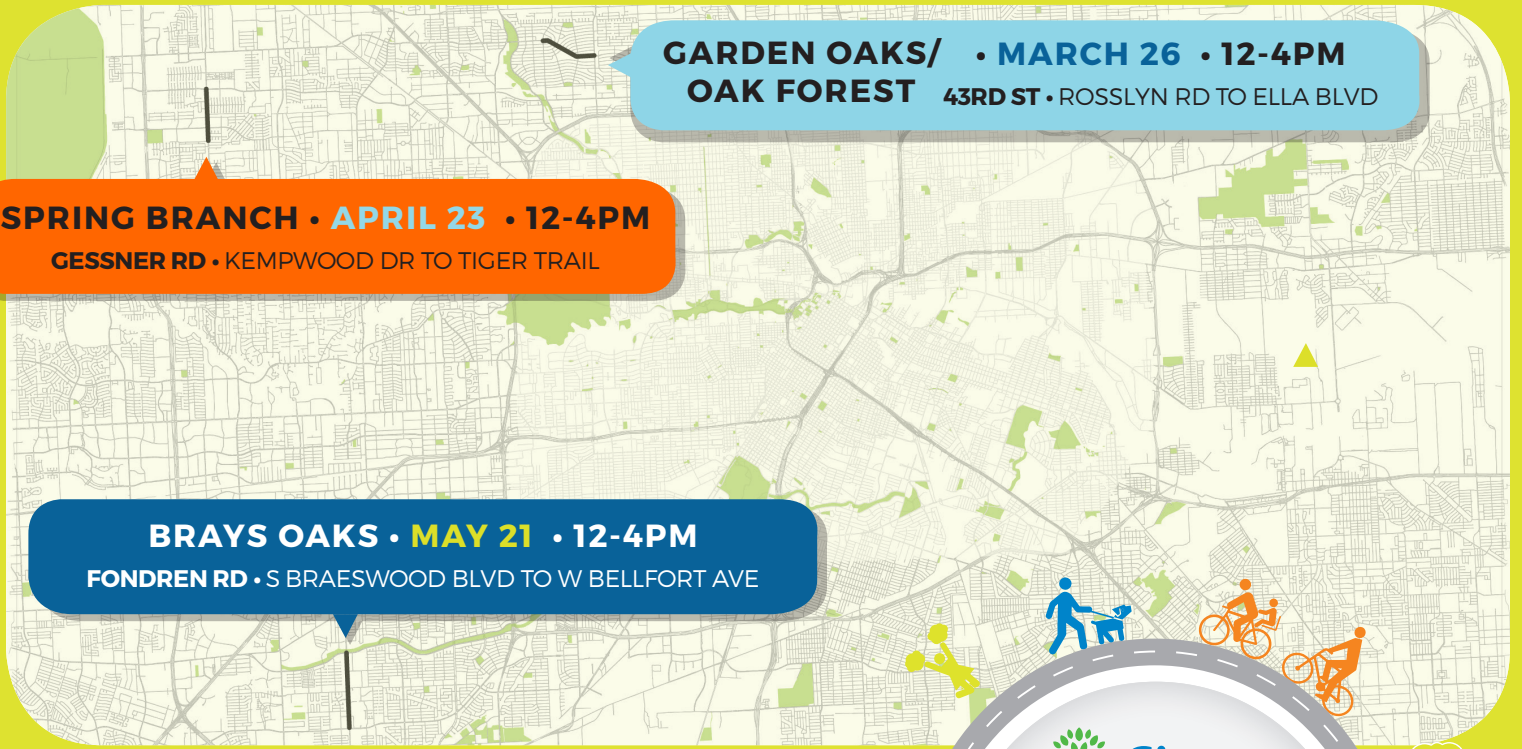 GARDEN OAKS/ • MARCH 26 • 12-4PM
OAK FOREST 43RD ST • ROSSLYN RD TO ELLA BLVD
SPRING BRANCH • APRIL 23 • 12-4PM
GESSNER RD • KEMPWOOD DR TO TIGER TRAIL
BRAYS OAKS • MAY 21 • 12-4PM
FONDREN RD • S BRAESWOOD BLVD TO W BELLFORT AVE